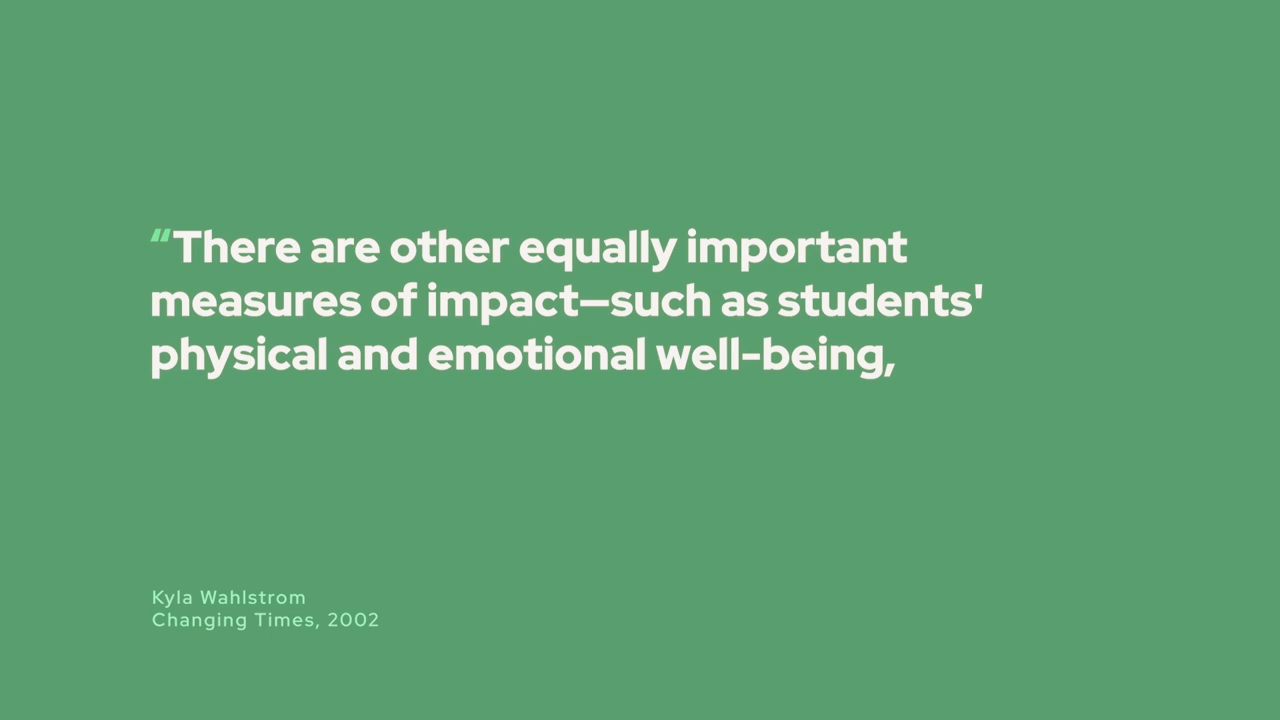 “There are other equally important
measures of impact—such as students'
physical and emotional well-being,
Kyla Wahlstrom
Changing Times, 2002